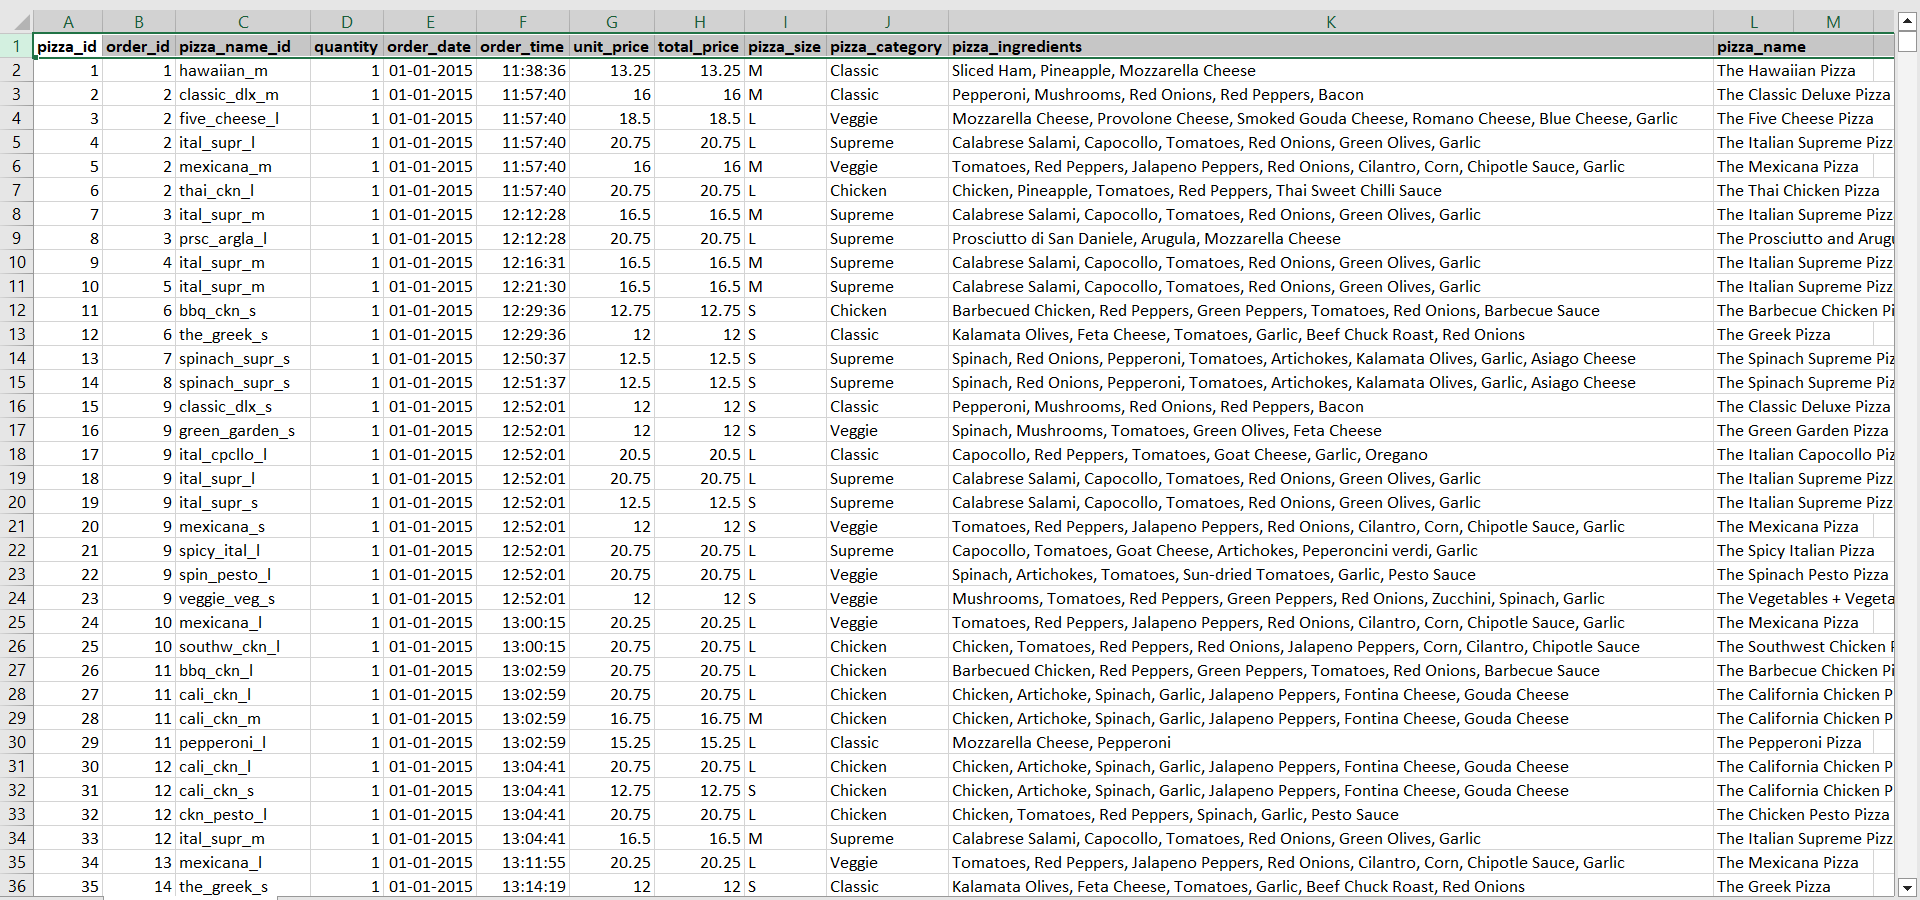 A B C D E F G H I J K L M
1 pizza_id order_id pizza_name_id quantity order_date order_time unit_price total_price pizza_size pizza_category pizza_ingredients pizza_name
2 1 1 hawaiian_m 1 01-01-2015 11:38:36 13.25 13.25 M Classic Sliced Ham, Pineapple, Mozzarella Cheese The Hawaiian Pizza
3 2 2 classic_dlx_m 1 01-01-2015 11:57:40 16 16 M Classic Pepperoni, Mushrooms, Red Onions, Red Peppers, Bacon The Classic Deluxe Pizza
4 3 2 five_cheese_l 1 01-01-2015 11:57:40 18.5 18.5 L Veggie Mozzarella Cheese, Provolone Cheese, Smoked Gouda Cheese, Romano Cheese, Blue Cheese, Garlic The Five Cheese Pizza
5 4 2 ital_supr_l 1 01-01-2015 11:57:40 20.75 20.75 L Supreme Calabrese Salami, Capocollo, Tomatoes, Red Onions, Green Olives, Garlic The Italian Supreme Pizz
6 5 2 mexicana_m 1 01-01-2015 11:57:40 16 16 M Veggie Tomatoes, Red Peppers, Jalapeno Peppers, Red Onions, Cilantro, Corn, Chipotle Sauce, Garlic The Mexicana Pizza
7 6 2 thai_ckn_l 1 01-01-2015 11:57:40 20.75 20.75 L Chicken Chicken, Pineapple, Tomatoes, Red Peppers, Thai Sweet Chilli Sauce The Thai Chicken Pizza
8 7 3 ital_supr_m 1 01-01-2015 12:12:28 16.5 16.5 M Supreme Calabrese Salami, Capocollo, Tomatoes, Red Onions, Green Olives, Garlic The Italian Supreme Pizz
9 8 3 prsc_argla_l 1 01-01-2015 12:12:28 20.75 20.75 L Supreme Prosciutto di San Daniele, Arugula, Mozzarella Cheese The Prosciutto and Arugu
10 9 4 ital_supr_m 1 01-01-2015 12:16:31 16.5 16.5 M Supreme Calabrese Salami, Capocollo, Tomatoes, Red Onions, Green Olives, Garlic The Italian Supreme Pizz
11 10 5 ital_supr_m 1 01-01-2015 12:21:30 16.5 16.5 M Supreme Calabrese Salami, Capocollo, Tomatoes, Red Onions, Green Olives, Garlic The Italian Supreme Pizz
12 11 6 bbq_ckn_s 1 01-01-2015 12:29:36 12.75 12.75 S Chicken Barbecued Chicken, Red Peppers, Green Peppers, Tomatoes, Red Onions, Barbecue Sauce The Barbecue Chicken Pi
13 12 6 the_greek_s 1 01-01-2015 12:29:36 12 12 S Classic Kalamata Olives, Feta Cheese, Tomatoes, Garlic, Beef Chuck Roast, Red Onions The Greek Pizza
14 13 7 spinach_supr_s 1 01-01-2015 12:50:37 12.5 12.5 S Supreme Spinach, Red Onions, Pepperoni, Tomatoes, Artichokes, Kalamata Olives, Garlic, Asiago Cheese The Spinach Supreme Piz
15 14 8 spinach_supr_s 1 01-01-2015 12:51:37 12.5 12.5 S Supreme Spinach, Red Onions, Pepperoni, Tomatoes, Artichokes, Kalamata Olives, Garlic, Asiago Cheese The Spinach Supreme Piz
16 15 9 classic_dlx_s 1 01-01-2015 12:52:01 12 12 S Classic Pepperoni, Mushrooms, Red Onions, Red Peppers, Bacon The Classic Deluxe Pizza
17 16 9 green_garden_s 1 01-01-2015 12:52:01 12 12 S Veggie Spinach, Mushrooms, Tomatoes, Green Olives, Feta Cheese The Green Garden Pizza
18 17 9 ital_cpcllo_l 1 01-01-2015 12:52:01 20.5 20.5 L Classic Capocollo, Red Peppers, Tomatoes, Goat Cheese, Garlic, Oregano The Italian Capocollo Piz
19 18 9 ital_supr_l 1 01-01-2015 12:52:01 20.75 20.75 L Supreme Calabrese Salami, Capocollo, Tomatoes, Red Onions, Green Olives, Garlic The Italian Supreme Pizz
20 19 9 ital_supr_s 1 01-01-2015 12:52:01 12.5 12.5 S Supreme Calabrese Salami, Capocollo, Tomatoes, Red Onions, Green Olives, Garlic The Italian Supreme Pizz
21 20 9 mexicana_s 1 01-01-2015 12:52:01 12 12 S Veggie Tomatoes, Red Peppers, Jalapeno Peppers, Red Onions, Cilantro, Corn, Chipotle Sauce, Garlic The Mexicana Pizza
22 21 9 spicy_ital_l 1 01-01-2015 12:52:01 20.75 20.75 L Supreme Capocollo, Tomatoes, Goat Cheese, Artichokes, Peperoncini verdi, Garlic The Spicy Italian Pizza
23 22 9 spin_pesto_l 1 01-01-2015 12:52:01 20.75 20.75 L Veggie Spinach, Artichokes, Tomatoes, Sun-dried Tomatoes, Garlic, Pesto Sauce The Spinach Pesto Pizza
24 23 9 veggie_veg_s 1 01-01-2015 12:52:01 12 12 S Veggie Mushrooms, Tomatoes, Red Peppers, Green Peppers, Red Onions, Zucchini, Spinach, Garlic The Vegetables + Vegeta
25 24 10 mexicana_l 1 01-01-2015 13:00:15 20.25 20.25 L Veggie Tomatoes, Red Peppers, Jalapeno Peppers, Red Onions, Cilantro, Corn, Chipotle Sauce, Garlic The Mexicana Pizza
26 25 10 southw_ckn_l 1 01-01-2015 13:00:15 20.75 20.75 L Chicken Chicken, Tomatoes, Red Peppers, Red Onions, Jalapeno Peppers, Corn, Cilantro, Chipotle Sauce The Southwest Chicken
27 26 11 bbq_ckn_l 1 01-01-2015 13:02:59 20.75 20.75 L Chicken Barbecued Chicken, Red Peppers, Green Peppers, Tomatoes, Red Onions, Barbecue Sauce The Barbecue Chicken Pi
28 27 11 cali_ckn_l 1 01-01-2015 13:02:59 20.75 20.75 L Chicken Chicken, Artichoke, Spinach, Garlic, Jalapeno Peppers, Fontina Cheese, Gouda Cheese The California Chicken P
29 28 11 cali_ckn_m 1 01-01-2015 13:02:59 16.75 16.75 M Chicken Chicken, Artichoke, Spinach, Garlic, Jalapeno Peppers, Fontina Cheese, Gouda Cheese The California Chicken P
30 29 11 pepperoni_l 1 01-01-2015 13:02:59 15.25 15.25 L Classic Mozzarella Cheese, Pepperoni The Pepperoni Pizza
31 30 12 cali_ckn_l 1 01-01-2015 13:04:41 20.75 20.75 L Chicken Chicken, Artichoke, Spinach, Garlic, Jalapeno Peppers, Fontina Cheese, Gouda Cheese The California Chicken P
32 31 12 cali_ckn_s 1 01-01-2015 13:04:41 12.75 12.75 S Chicken Chicken, Artichoke, Spinach, Garlic, Jalapeno Peppers, Fontina Cheese, Gouda Cheese The California Chicken P
33 32 12 ckn_pesto_l 1 01-01-2015 13:04:41 20.75 20.75 L Chicken Chicken, Tomatoes, Red Peppers, Spinach, Garlic, Pesto Sauce The Chicken Pesto Pizza
34 33 12 ital_supr_m 1 01-01-2015 13:04:41 16.5 16.5 M Supreme Calabrese Salami, Capocollo, Tomatoes, Red Onions, Green Olives, Garlic The Italian Supreme Pizz
35 34 13 mexicana_l 1 01-01-2015 13:11:55 20.25 20.25 L Veggie Tomatoes, Red Peppers, Jalapeno Peppers, Red Onions, Cilantro, Corn, Chipotle Sauce, Garlic The Mexicana Pizza
36 35 14 the_greek_s 1 01-01-2015 13:14:19 12 12 S Classic Kalamata Olives, Feta Cheese, Tomatoes, Garlic, Beef Chuck Roast, Red Onions The Greek Pizza